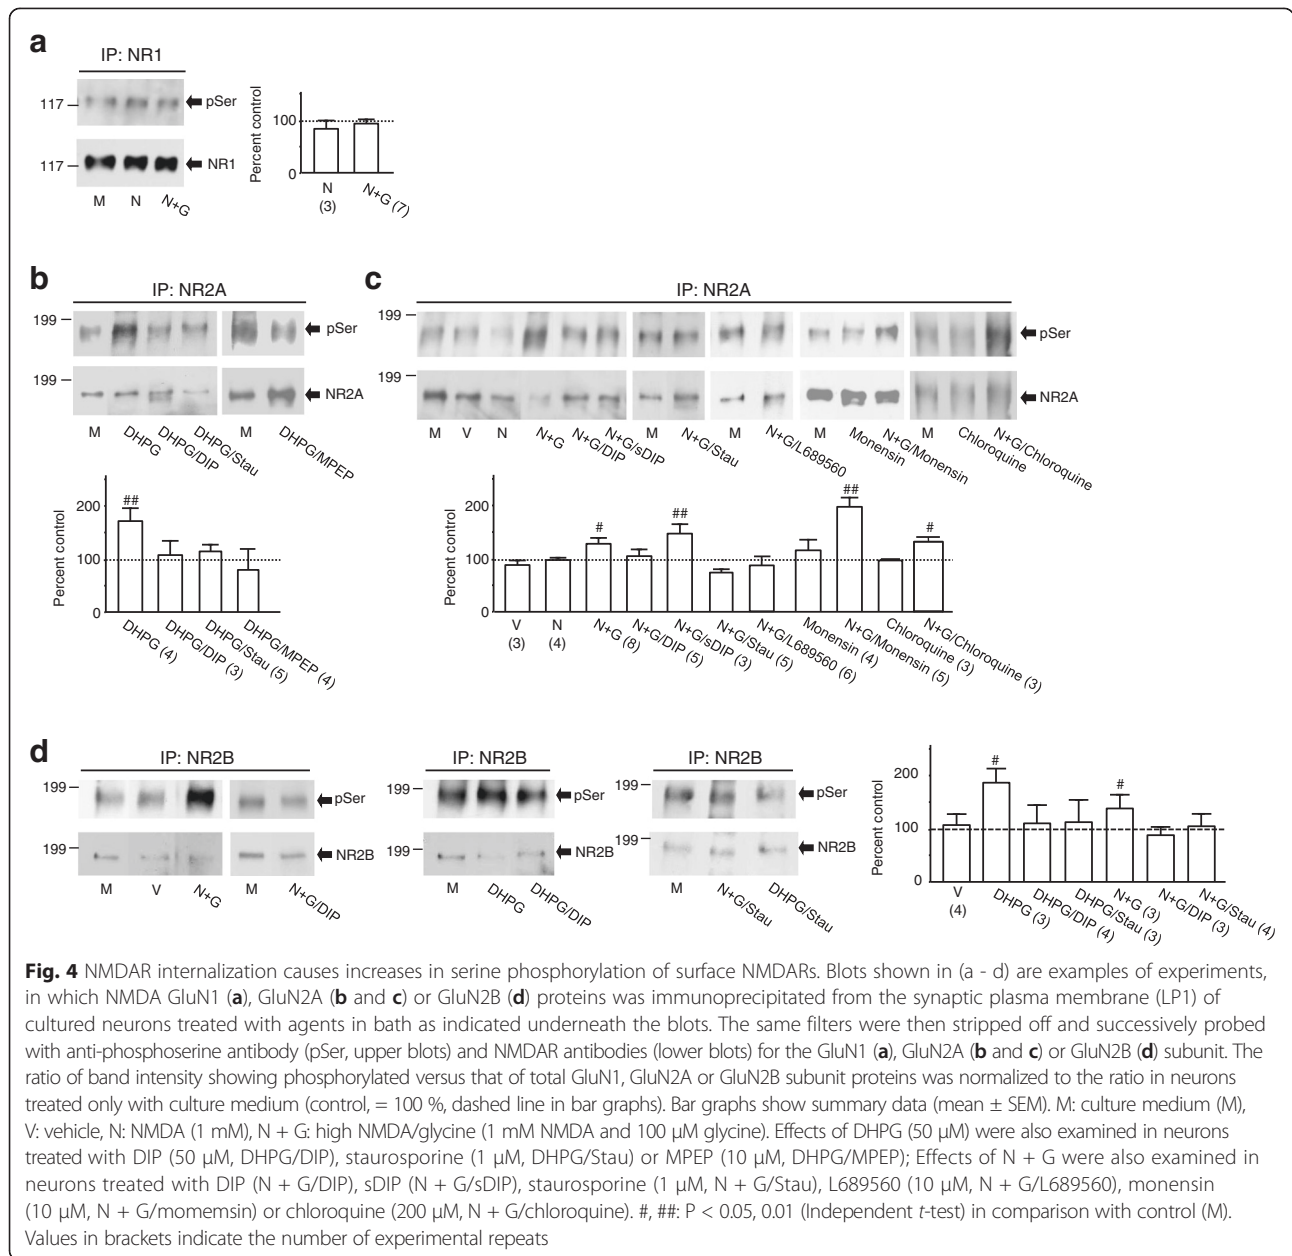 a
IP: NR1
117
pSer
117
NR1
M N N+G
Percent control
100
0
N
(3)
N+G (7)
b
IP: NR2A
199
pSer
199
NR2A
M DHPG DHPG/DIP DHPG/Stau M DHPG/MPEP
Percent control
200
100
0
##
DHPG (4)
DHPG/DIP (3)
DHPG/Stau (5)
DHPG/MPEP (4)
c
IP: NR2A
199
pSer
199
NR2A
M V N N+G N+G/DIP N+G/sDIP M N+G/Stau M N+G/L689560 M Monensin N+G/Monensin M Chloroquine N+G/Chloroquine
Percent control
200
100
0
# ## ## #
V
(3)
N
(4)
N+G (8)
N+G/DIP (5)
N+G/sDIP (3)
N+G/Stau (5)
N+G/L689560 (6)
Monensin (4)
N+G/Monensin (5)
Chloroquine (3)
N+G/Chloroquine (3)
d
IP: NR2B
199
pSer
199
NR2B
M V N+G M N+G/DIP
IP: NR2B
199
pSer
199
NR2B
M DHPG DHPG/DIP
IP: NR2B
199
pSer
199
NR2B
M N+G/Stau DHPG/Stau
Percent control
200
100
0
# #
V
(4)
DHPG (3)
DHPG/DIP (4)
DHPG/Stau (3)
N+G (3)
N+G/DIP (3)
N+G/Stau (4)
Fig. 4 NMDAR internalization causes increases in serine phosphorylation of surface NMDARs. Blots shown in (a - d) are examples of experiments,
in which NMDA GluN1 (a), GluN2A (b and c) or GluN2B (d) proteins was immunoprecipitated from the synaptic plasma membrane (LP1) of
cultured neurons treated with agents in bath as indicated underneath the blots. The same filters were then stripped off and successively probed
with anti-phosphoserine antibody (pSer, upper blots) and NMDAR antibodies (lower blots) for the GluN1 (a), GluN2A (b and c) or GluN2B (d) subunit. The
ratio of band intensity showing phosphorylated versus that of total GluN1, GluN2A or GluN2B subunit proteins was normalized to the ratio in neurons
treated only with culture medium (control, = 100 %, dashed line in bar graphs). Bar graphs show summary data (mean ± SEM). M: culture medium (M),
V: vehicle, N: NMDA (1 mM), N + G: high NMDA/glycine (1 mM NMDA and 100 μM glycine). Effects of DHPG (50 μM) were also examined in neurons
treated with DIP (50 μM, DHPG/DIP), staurosporine (1 μM, DHPG/Stau) or MPEP (10 μM, DHPG/MPEP); Effects of N + G were also examined in
neurons treated with DIP (N + G/DIP), sDIP (N + G/sDIP), staurosporine (1 μM, N + G/Stau), L689560 (10 μM, N + G/L689560), monensin
(10 μM, N + G/momemsin) or chloroquine (200 μM, N + G/chloroquine). #, ##: P < 0.05, 0.01 (Independent t-test) in comparison with control (M).
Values in brackets indicate the number of experimental repeats